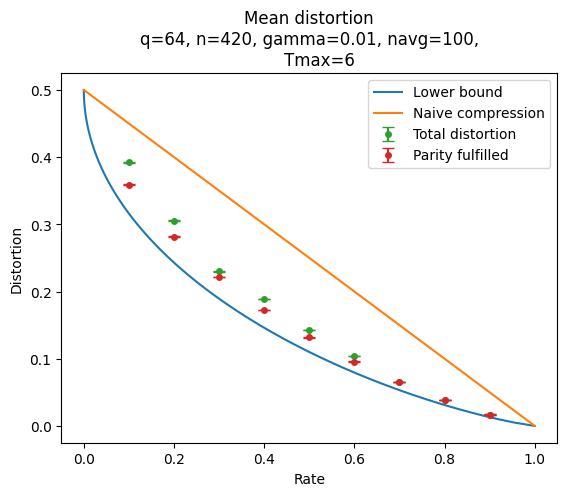 Mean distortion
q=64, n=420, gamma=0.01, navg=100,
Tmax=6
Lower bound
Naive compression
Total distortion
Parity fulfilled
Distortion
0.5
0.4
0.3
0.2
0.1
0.0
0.0
0.2
0.4
0.6
0.8
1.0
Rate